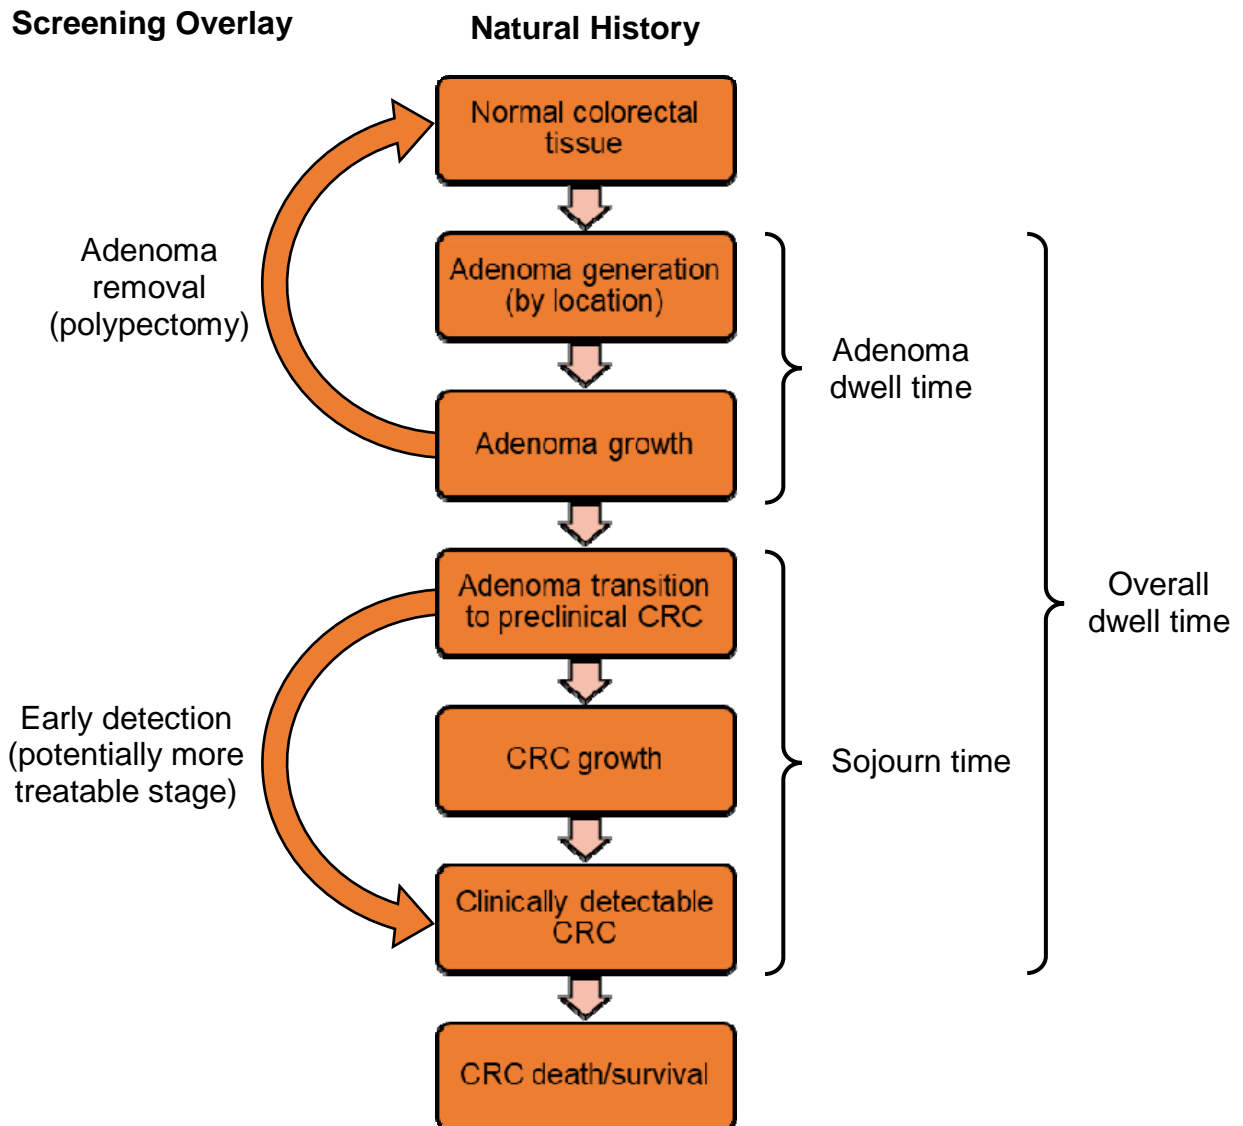 Screening Overlay
Natural History
Normal colorectal
tissue
Adenoma generation
(by location)
Adenoma growth
Adenoma transition
to preclinical CRC
CRC growth
Clinically detectable
CRC
CRC death/survival
Adenoma
removal
(polypectomy)
Early detection
(potentially more
treatable stage)
Adenoma
dwell time
Sojourn time
Overall
dwell time